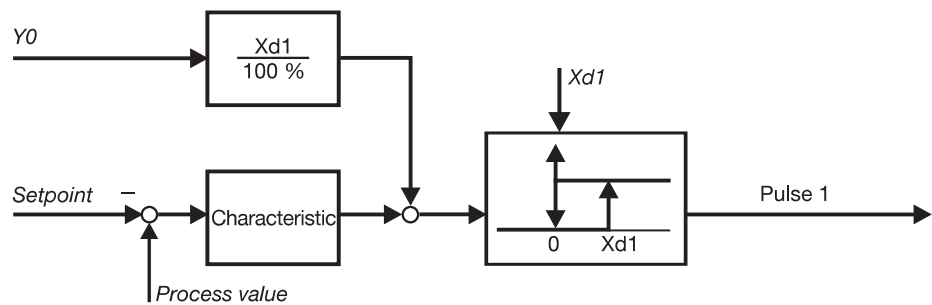 Y0
Xd1
100 %
Xd1
Setpoint
–
Characteristic
Pulse 1
0
Xd1
Process value